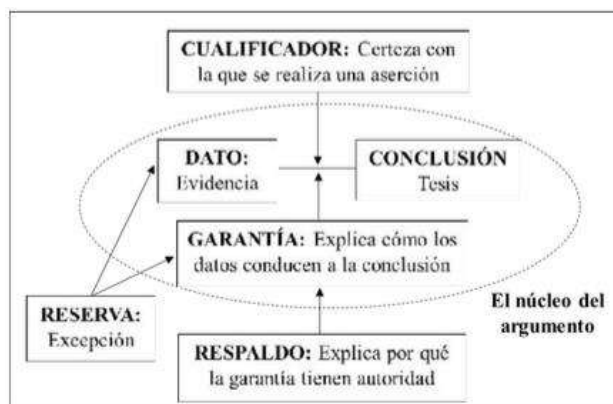 CUALIFICADOR: Certeza con
la que se realiza una aserción
DATO:
Evidencia
CONCLUSIÓN
Tesis
GARANTÍA: Explica cómo los
datos conducen a la conclusión
RESERVA:
Excepción
El núcleo del
argumento
RESPALDO: Explica por qué
la garantía tienen autoridad